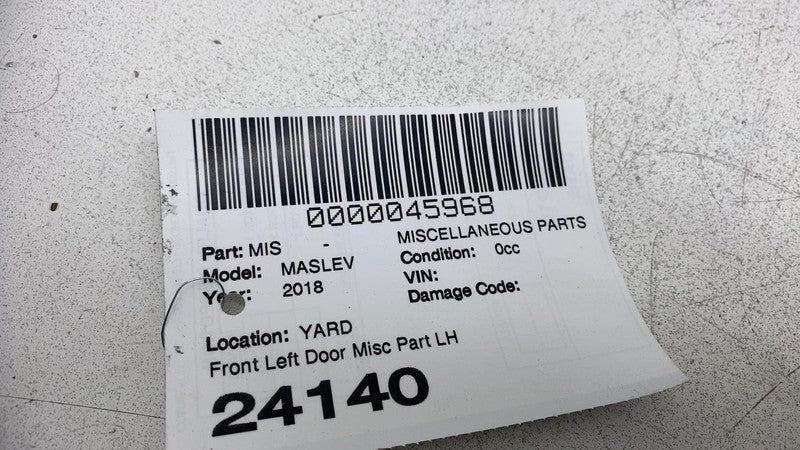 0000045968
Part: MIS - MISCELLANEOUS PARTS
Model: MASLEV Condition: 0cc
Year: 2018 VIN:
Damage Code:
Location: YARD
Front Left Door Misc Part LH
24140